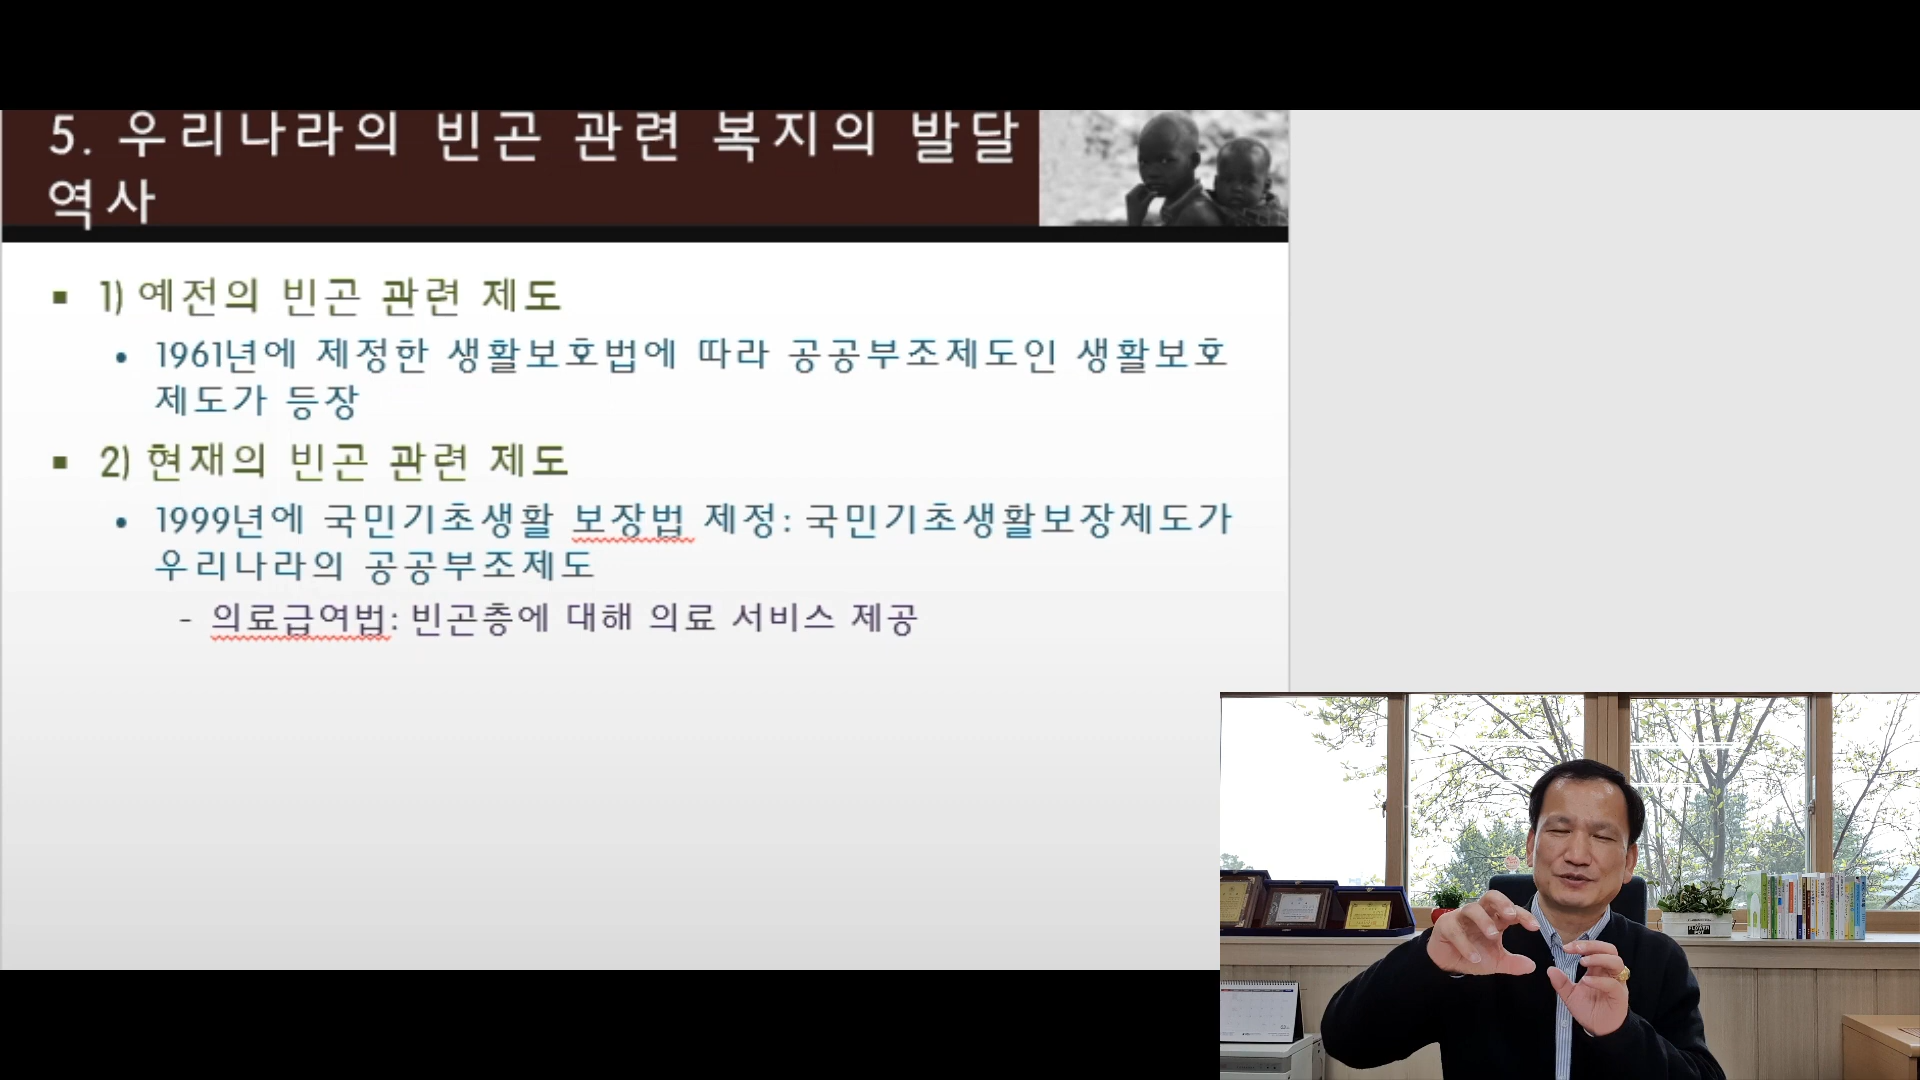 5. 우리나라의 빈곤 관련 복지의 발달
역사
▪ 1) 예전의 빈곤 관련 제도
• 1961년에 제정한 생활보호법에 따라 공공부조제도인 생활보호
제도가 등장
▪ 2) 현재의 빈곤 관련 제도
• 1999년에 국민기초생활 보장법 제정: 국민기초생활보장제도가
우리나라의 공공부조제도
- 의료급여법: 빈곤층에 대해 의료 서비스 제공